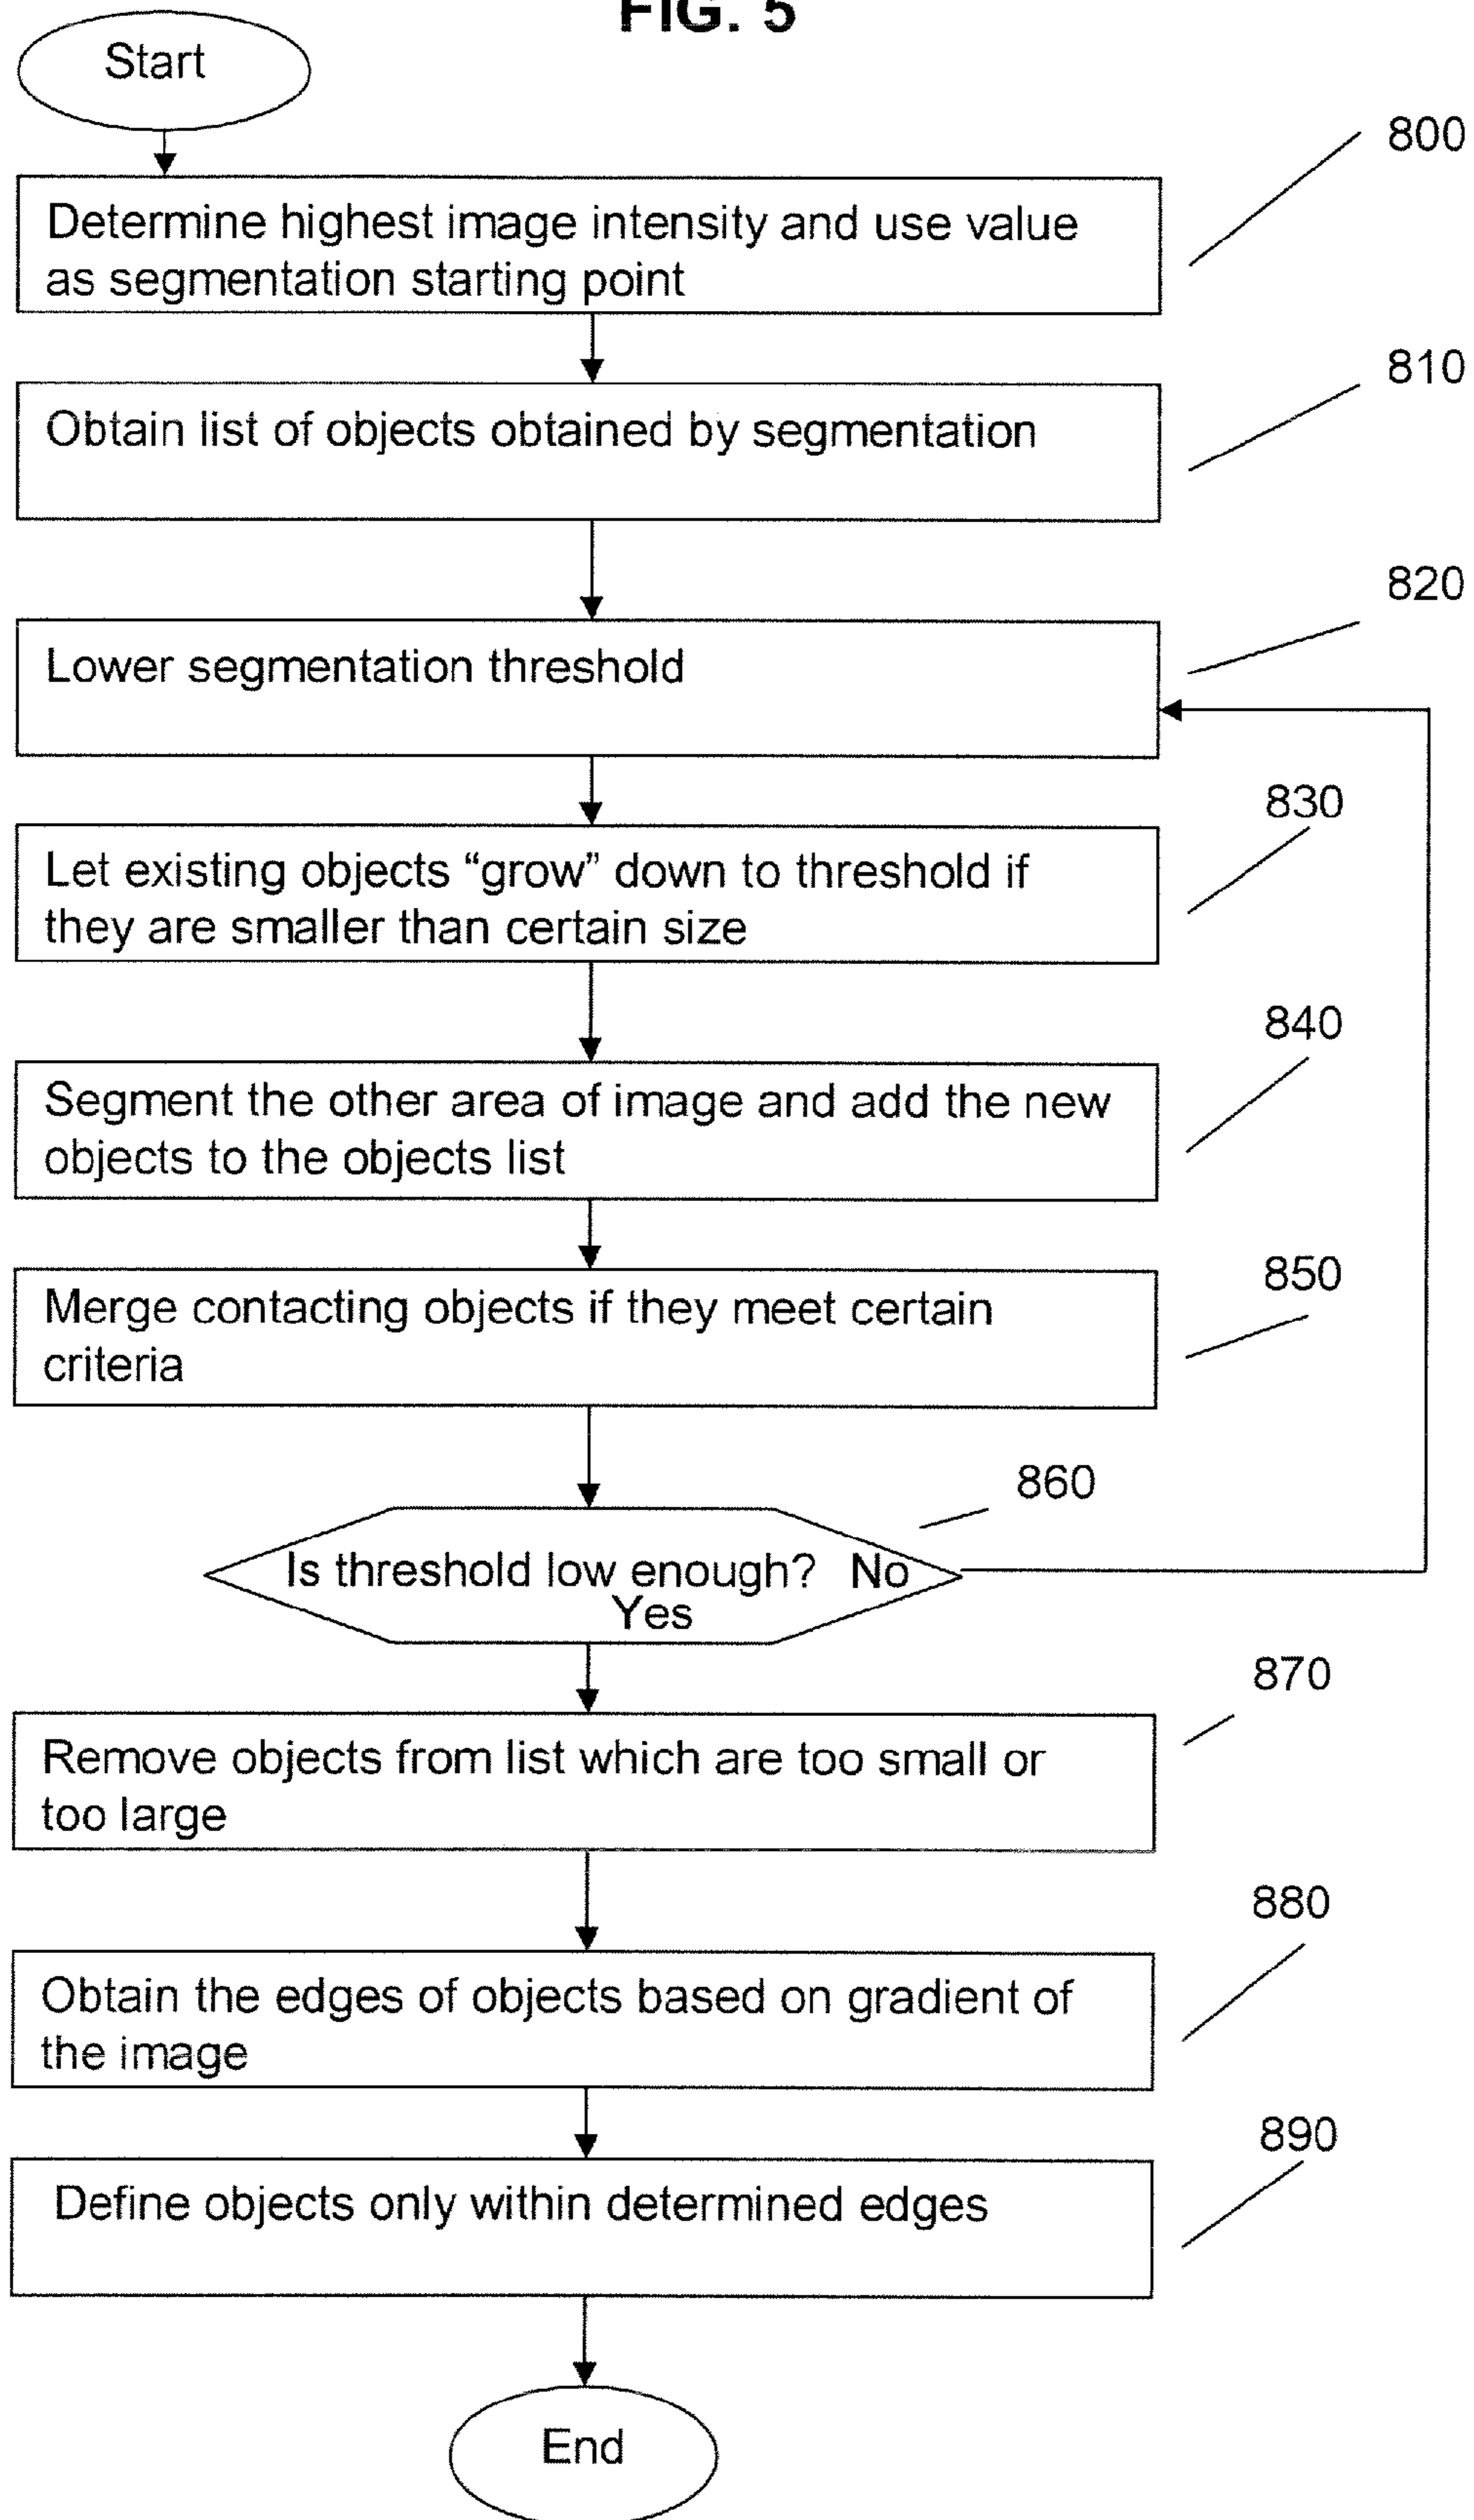 FIG. 5
Start
800
Determine highest image intensity and use value
as segmentation starting point
810
Obtain list of objects obtained by segmentation
820
Lower segmentation threshold
830
Let existing objects “grow” down to threshold if
they are smaller than certain size
840
Segment the other area of image and add the new
objects to the objects list
850
Merge contacting objects if they meet certain
criteria
860
Is threshold low enough? No
Yes
870
Remove objects from list which are too small or
too large
880
Obtain the edges of objects based on gradient of
the image
890
Define objects only within determined edges
End